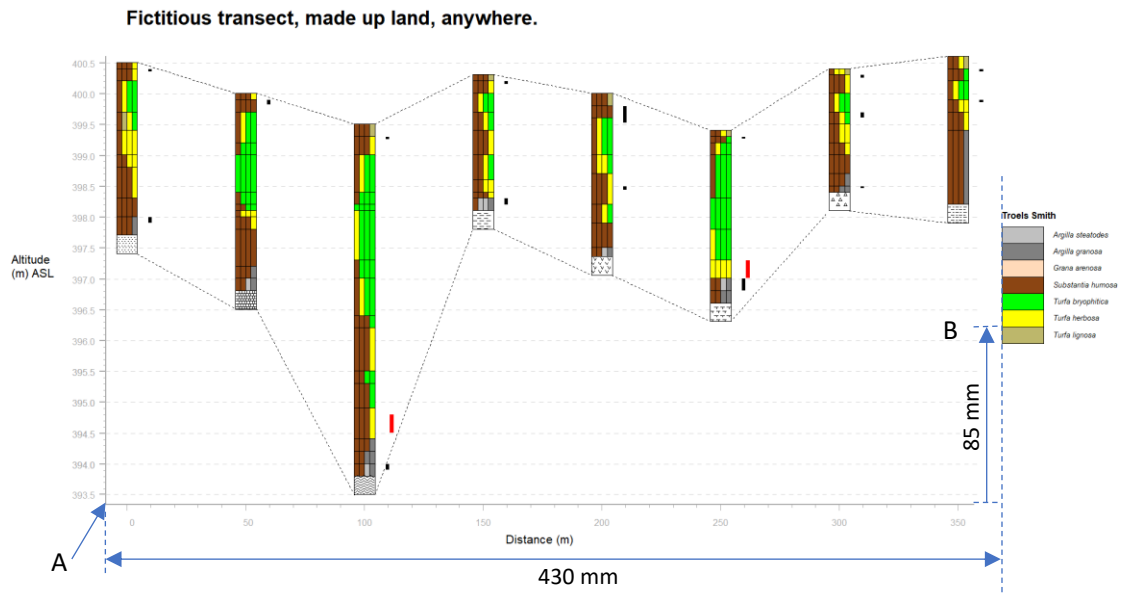 Fictitious transect, made up land, anywhere.
400.5
400.0
399.5
399.0
398.5
398.0
397.5
397.0
396.5
396.0
395.5
395.0
394.5
394.0
393.5
Altitude
(m) ASL
0
50
100
150
200
250
300
350
Distance (m)
Troels Smith
Argilla steatodes
Argilla granosa
Grana arenosa
Substantia humosa
Turfa bryophitica
Turfa herbosa
Turfa lignosa
A
B
85 mm
430 mm